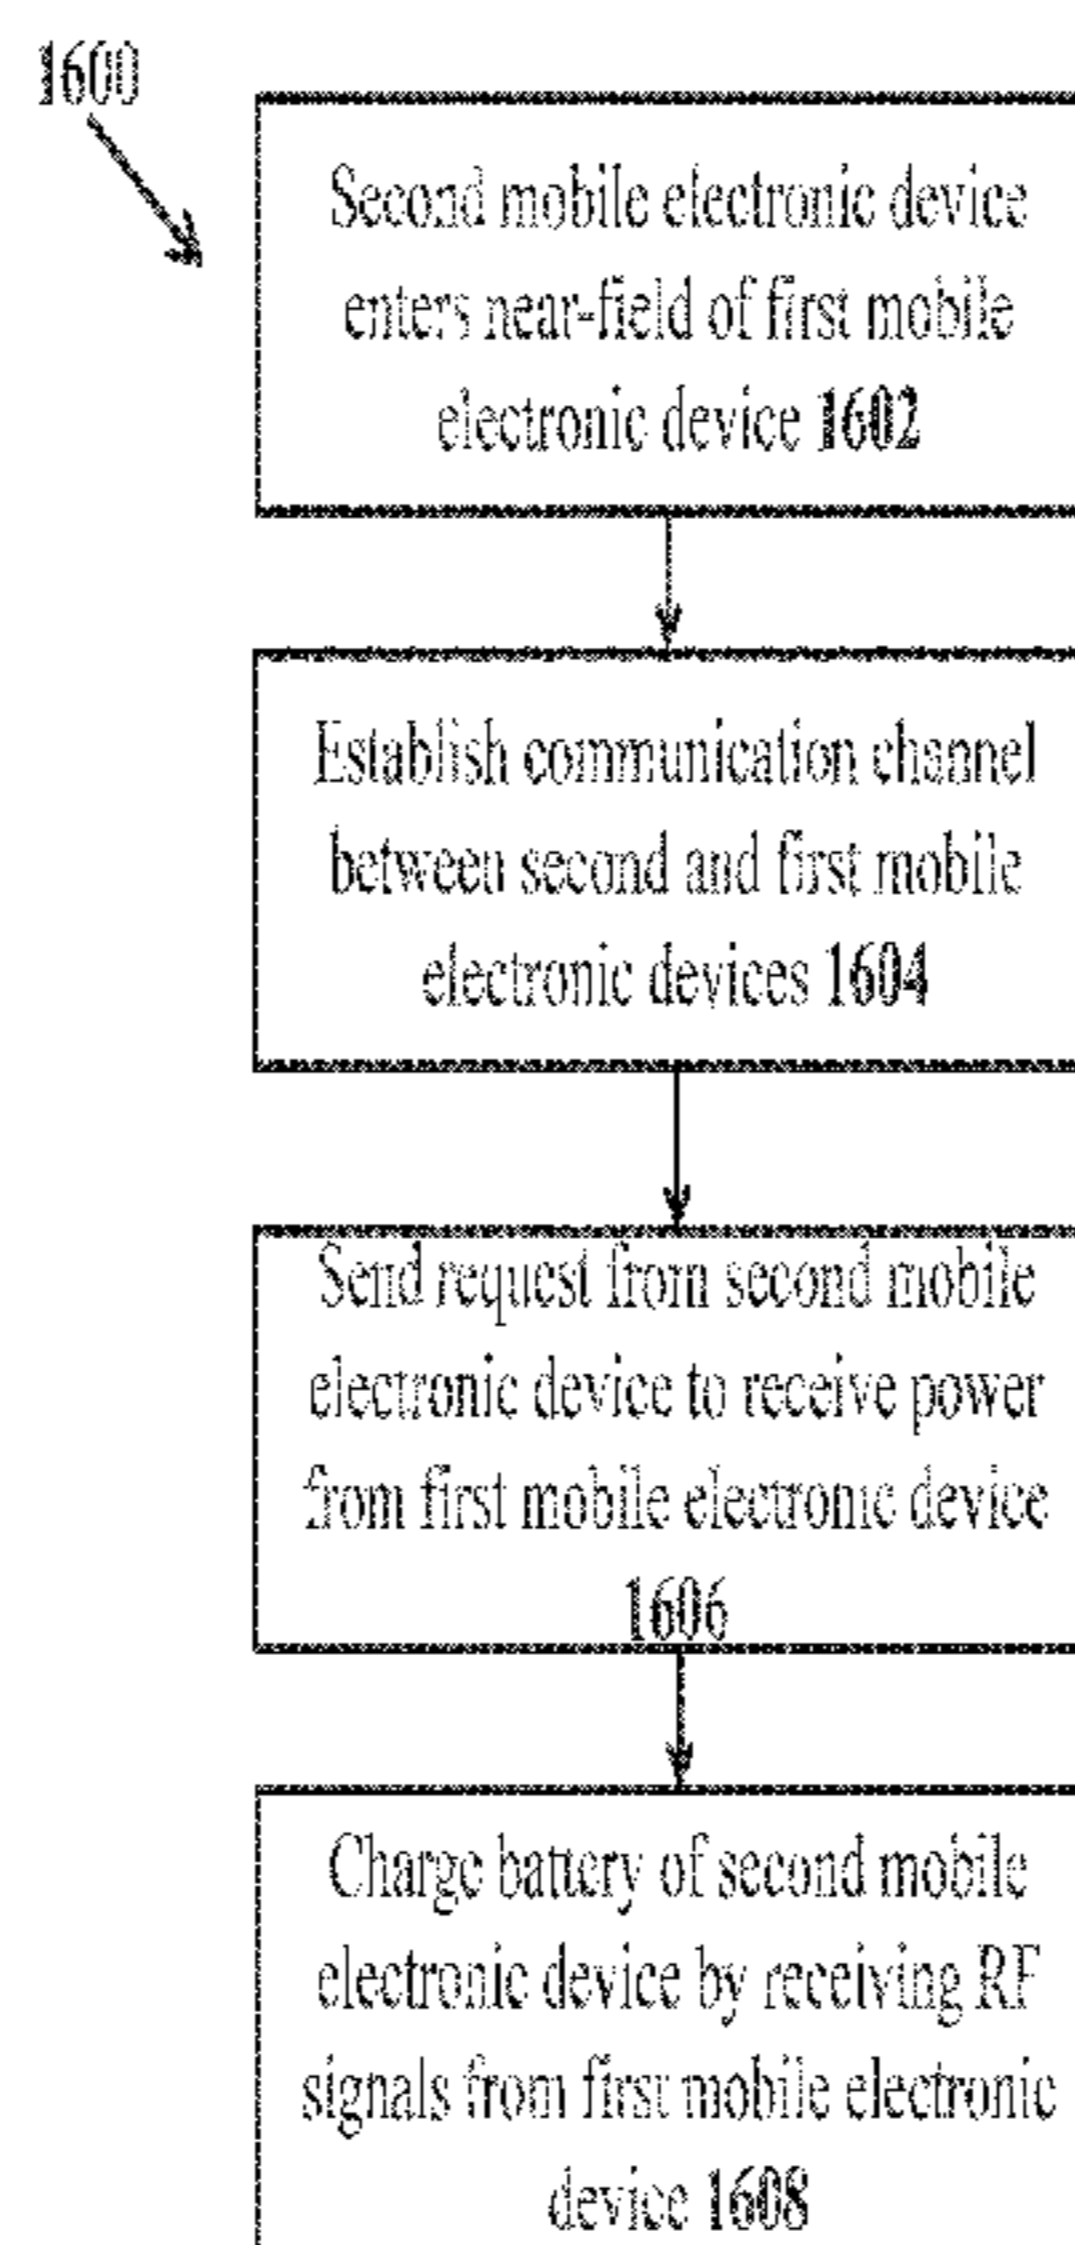 1600
Second mobile electronic device
enters near-field of first mobile
electronic device 1602
Establish communication channel
between second and first mobile
electronic devices 1604
Send request from second mobile
electronic device to receive power
from first mobile electronic device
1606
Charge battery of second mobile
electronic device by receiving RF
signals from first mobile electronic
device 1608